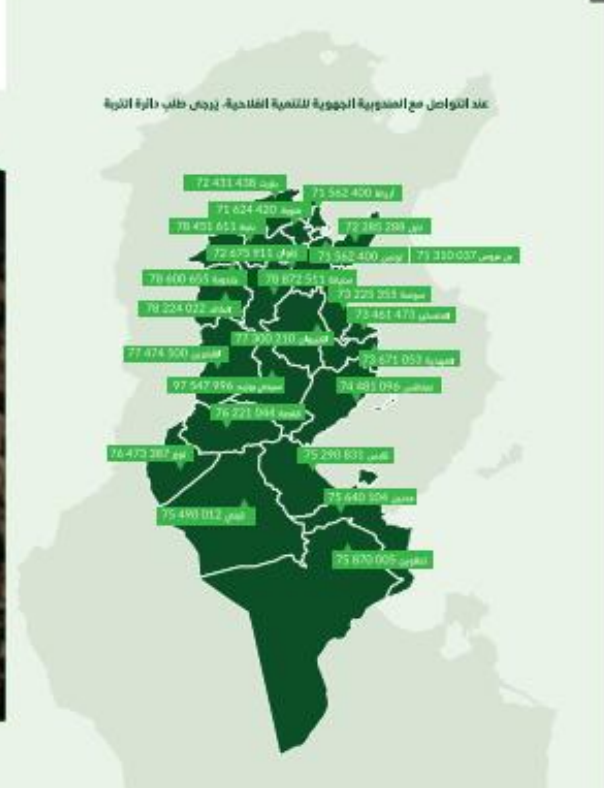 عند التواصل مع المندوبية الجهوية للتنمية الفلاحية، يُرجى طلب دائرة التربة
بنزرت 72 431 438
أريانة 71 562 400
منوبة 71 624 420
باجة 78 451 611
نابل 72 285 288
زغوان 72 675 911
تونس 71 562 400
بن عروس 71 310 037
جندوبة 78 600 655
سليانة 78 872 511
سوسة 73 225 355
الكاف 78 224 022
المنستير 73 461 473
القيروان 77 300 210
القصرين 77 474 300
المهدية 73 671 053
سيدي بوزيد 97 547 996
صفاقس 74 481 096
قفصة 76 221 044
توزر 76 473 387
قابس 75 290 831
مدنين 75 640 104
قبلي 75 490 012
تطاوين 75 870 005